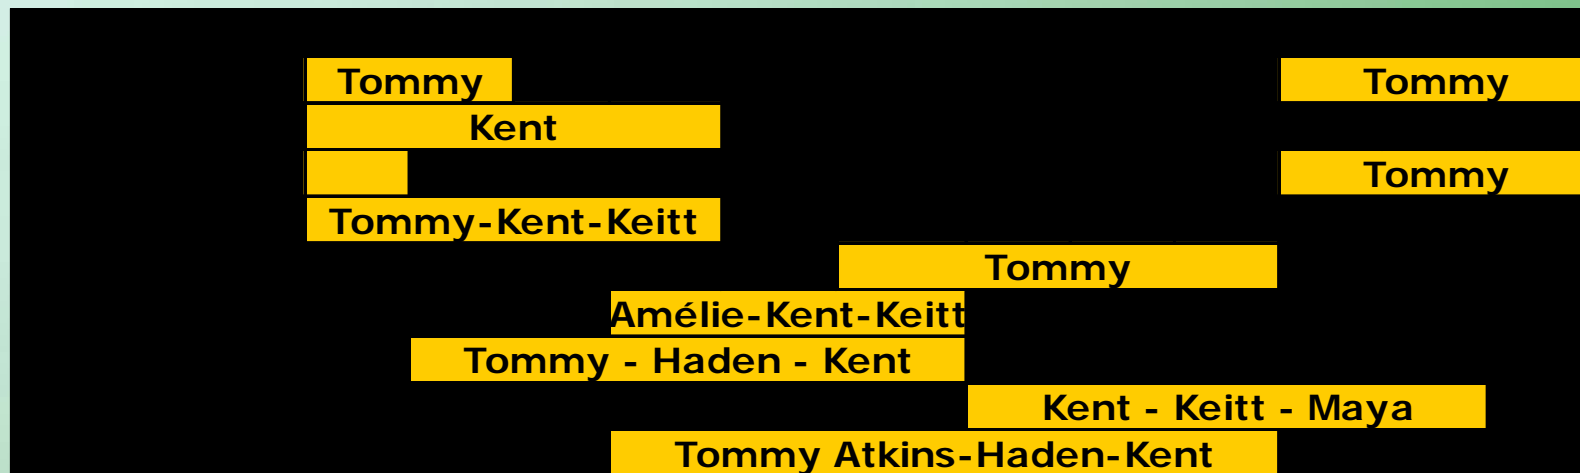 Tommy Tommy
Kent
Tommy
Tommy-Kent-Keitt
Tommy
Amélie-Kent-Keitt
Tommy - Haden - Kent
Kent - Keitt - Maya
Tommy Atkins-Haden-Kent